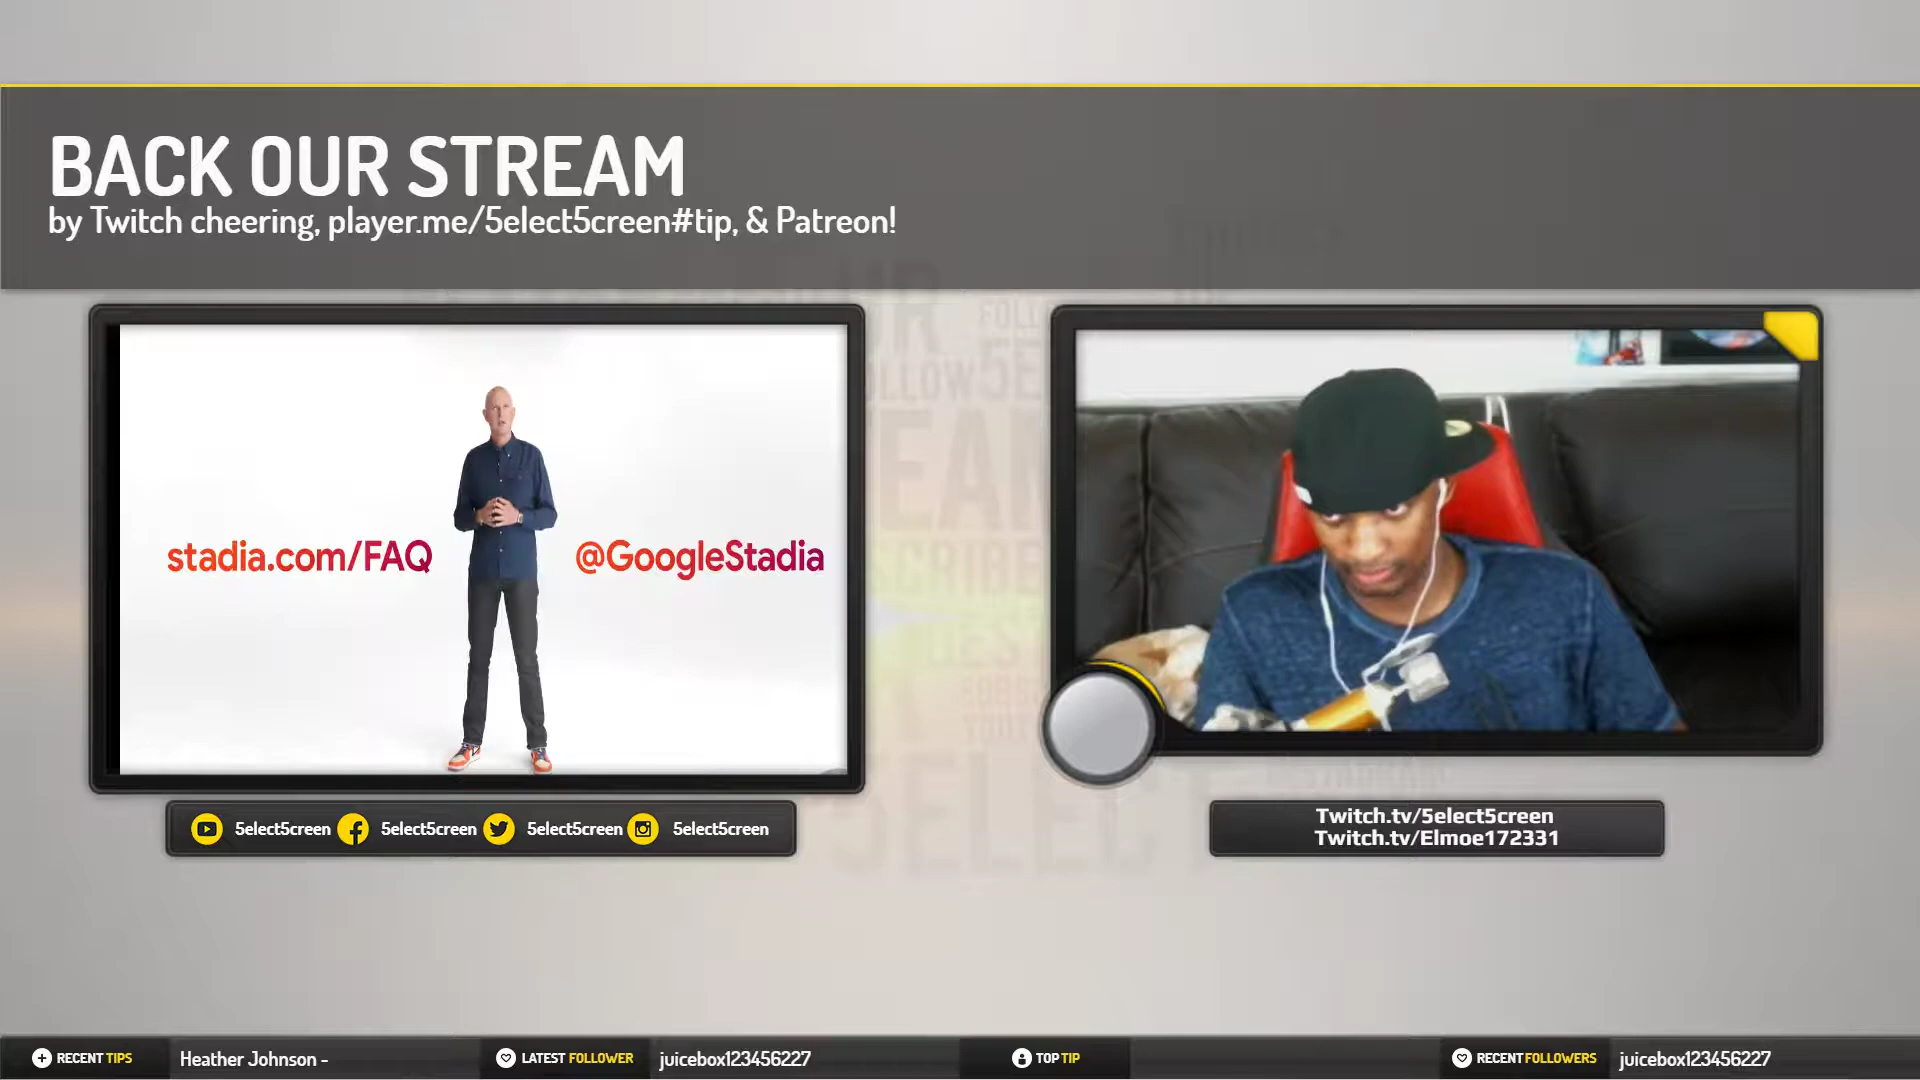 BACK OUR STREAM
by Twitch cheering, player.me/5elect5creen#tip, & Patreon!
stadia.com/FAQ
@GoogleStadia
5elect5creen
5elect5creen
5elect5creen
5elect5creen
Twitch.tv/5elect5creen
Twitch.tv/Elmoe172331
RECENT TIPS
Heather Johnson -
LATEST FOLLOWER
juicebox123456227
TOP TIP
RECENT FOLLOWERS
juicebox123456227